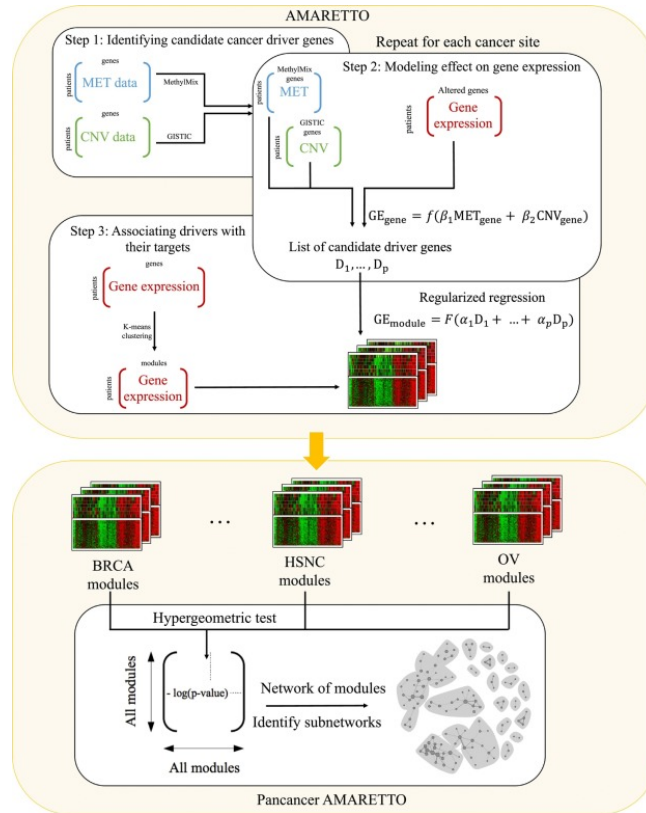 AMARETTO
Step 1: Identifying candidate cancer driver genes
genes
patients
MET data
MethylMix
genes
patients
CNV data
GISTIC
Repeat for each cancer site
Step 2: Modeling effect on gene expression
MethylMix
genes
patients
MET
GISTIC
genes
patients
CNV
Altered genes
patients
Gene
expression
GE_gene = f(β₁MET_gene + β₂CNV_gene)
List of candidate driver genes
D₁,..., D_p
Step 3: Associating drivers with
their targets
genes
patients
Gene expression
K-means
clustering
modules
patients
Gene
expression
Regularized regression
GE_module = F(α₁D₁ + ... + α_pD_p)
BRCA
modules
...
HSNC
modules
...
OV
modules
Hypergeometric test
All modules
- log(p-value)
All modules
Network of modules
Identify subnetworks
Pancancer AMARETTO